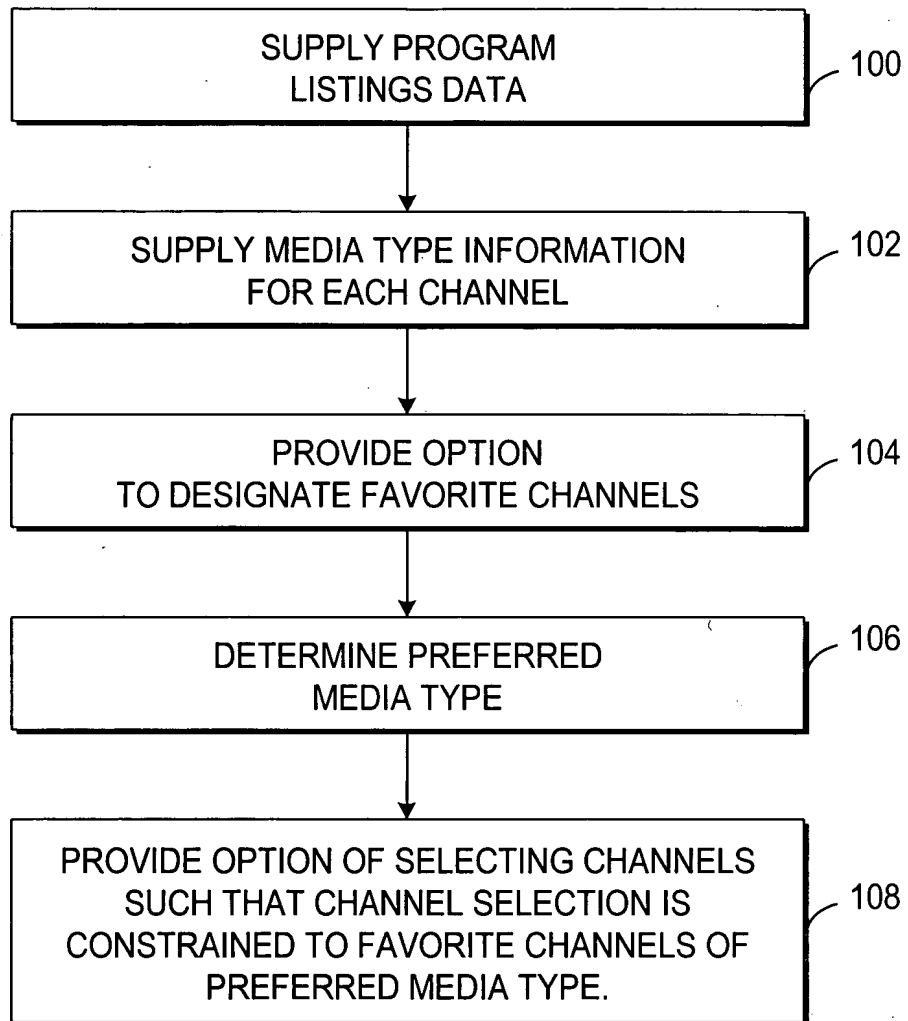 SUPPLY PROGRAM
LISTINGS DATA
100
SUPPLY MEDIA TYPE INFORMATION
FOR EACH CHANNEL
102
PROVIDE OPTION
TO DESIGNATE FAVORITE CHANNELS
104
DETERMINE PREFERRED
MEDIA TYPE
106
PROVIDE OPTION OF SELECTING CHANNELS
SUCH THAT CHANNEL SELECTION IS
CONSTRAINED TO FAVORITE CHANNELS OF
PREFERRED MEDIA TYPE.
108